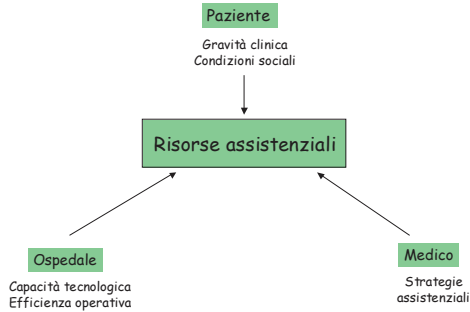 Paziente
Gravità clinica
Condizioni sociali
Risorse assistenziali
Ospedale
Capacità tecnologica
Efficienza operativa
Medico
Strategie
assistenziali